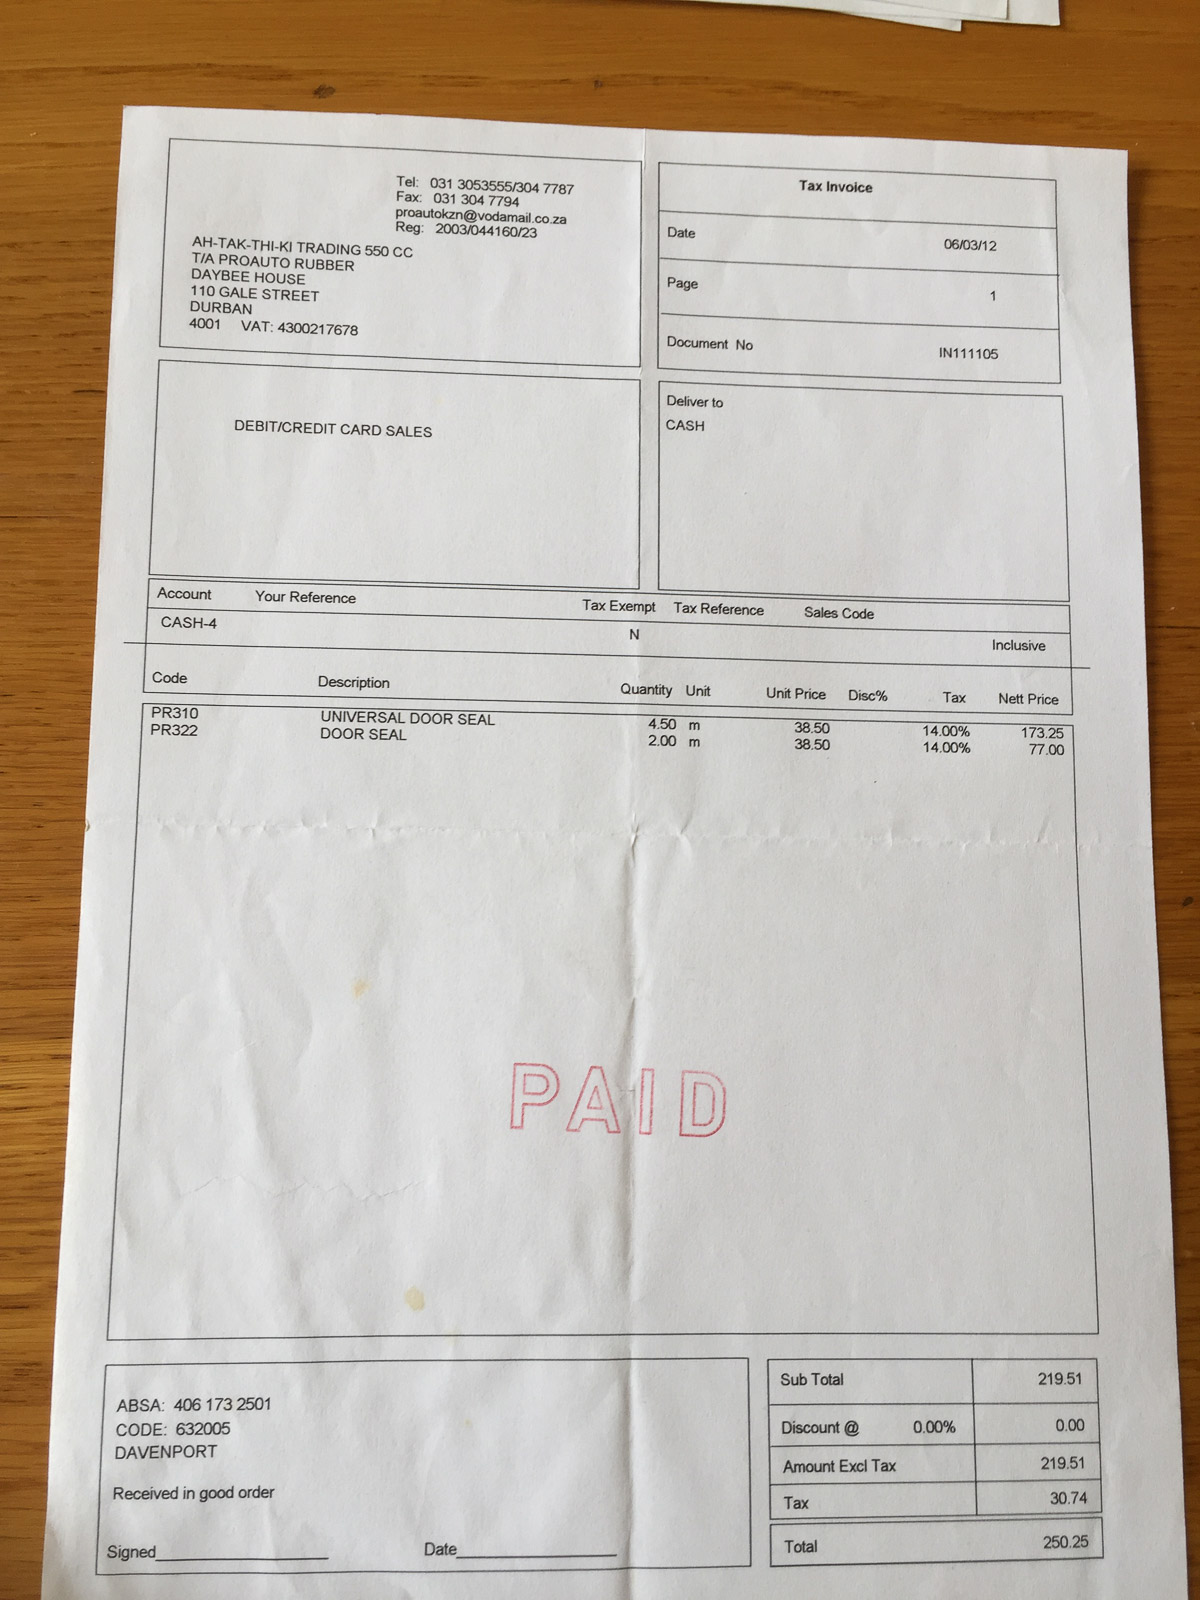 Tel: 031 3053555/304 7787
Fax: 031 304 7794
proautokzn@vodamail.co.za
Reg: 2003/044160/23
AH-TAK-THI-KI TRADING 550 CC
T/A PROAUTO RUBBER
DAYBEE HOUSE
110 GALE STREET
DURBAN
4001 VAT: 4300217678
Tax Invoice
Date 06/03/12
Page 1
Document No IN111105
DEBIT/CREDIT CARD SALES
Deliver to
CASH
Account Your Reference Tax Exempt Tax Reference Sales Code
CASH-4 N Inclusive
Code Description Quantity Unit Unit Price Disc% Tax Nett Price
PR310 UNIVERSAL DOOR SEAL 4.50 m 38.50 14.00% 173.25
PR322 DOOR SEAL 2.00 m 38.50 14.00% 77.00
PAID
ABSA: 406 173 2501
CODE: 632005
DAVENPORT
Received in good order
Signed Date
Sub Total 219.51
Discount @ 0.00% 0.00
Amount Excl Tax 219.51
Tax 30.74
Total 250.25